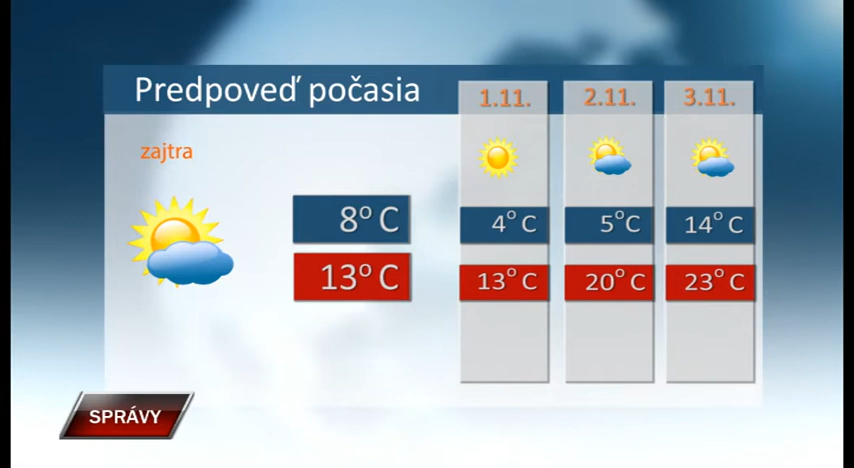 Predpoveď počasia
zajtra
8° C
13° C
1.11.
4° C
13° C
2.11.
5°C
20° C
3.11.
14° C
23° C
SPRÁVY